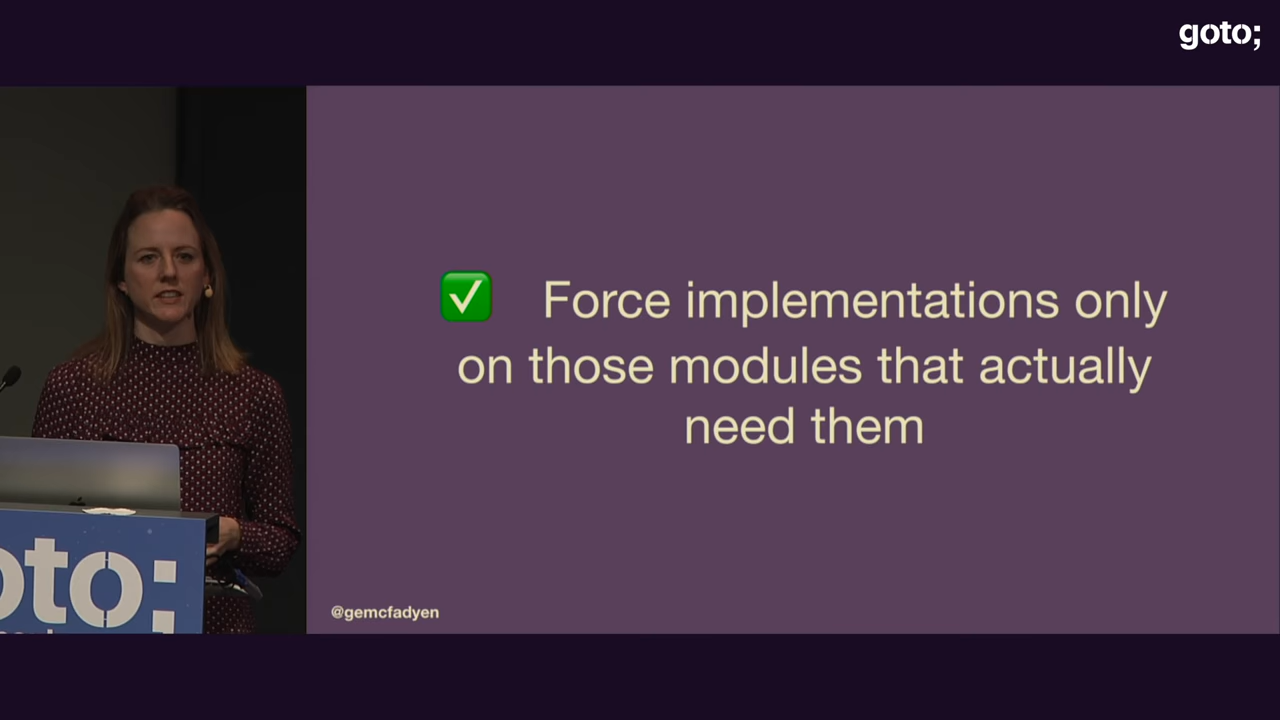 goto;
✅ Force implementations only
on those modules that actually
need them
oto;
@gemcfadyen